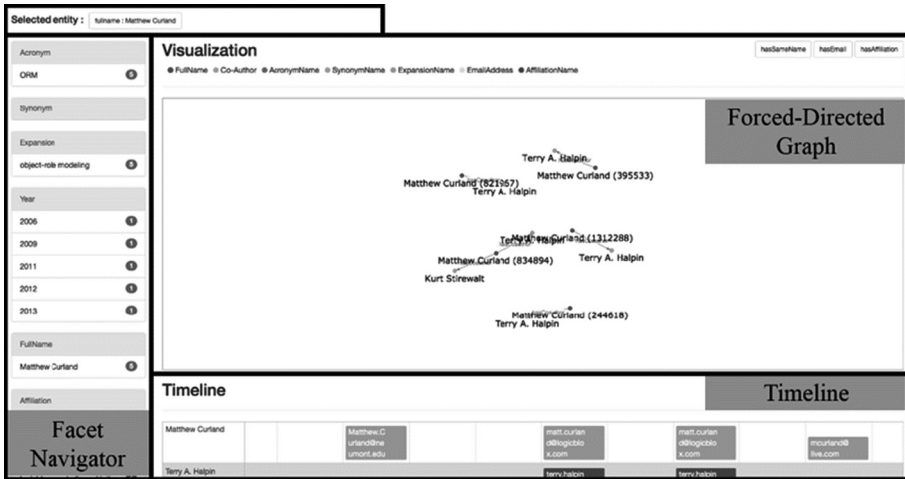 Selected entity : fullname : Matthew Curland
Acronym
ORM 5
Synonym
Expansion
object-role modeling 5
Year
2006 1
2009 1
2011 1
2012 1
2013 1
FullName
Matthew Curland 5
Affiliation
Facet
Navigator
Visualization
hasSameName hasEmail hasAffiliation
FullName Co-Author AcronymName SynonymName ExpansionName EmailAddress AffiliationName
Forced-Directed
Graph
Terry A. Halpin
Matthew Curland (395533)
Matthew Curland (821967)
Terry A. Halpin
Terry A. Halpin
Matthew Curland (1312288)
Matthew Curland (834894)
Terry A. Halpin
Kurt Stirewalt
Matthew Curland (244618)
Terry A. Halpin
Timeline
Timeline
Matthew Curland
Matthew.C
urland@ne
umont.edu
matt.curlan
d@logicblo
x.com
matt.curlan
d@logicblo
x.com
mcurland@
live.com
Terry A. Halpin
terry.halpin
terry.halpin